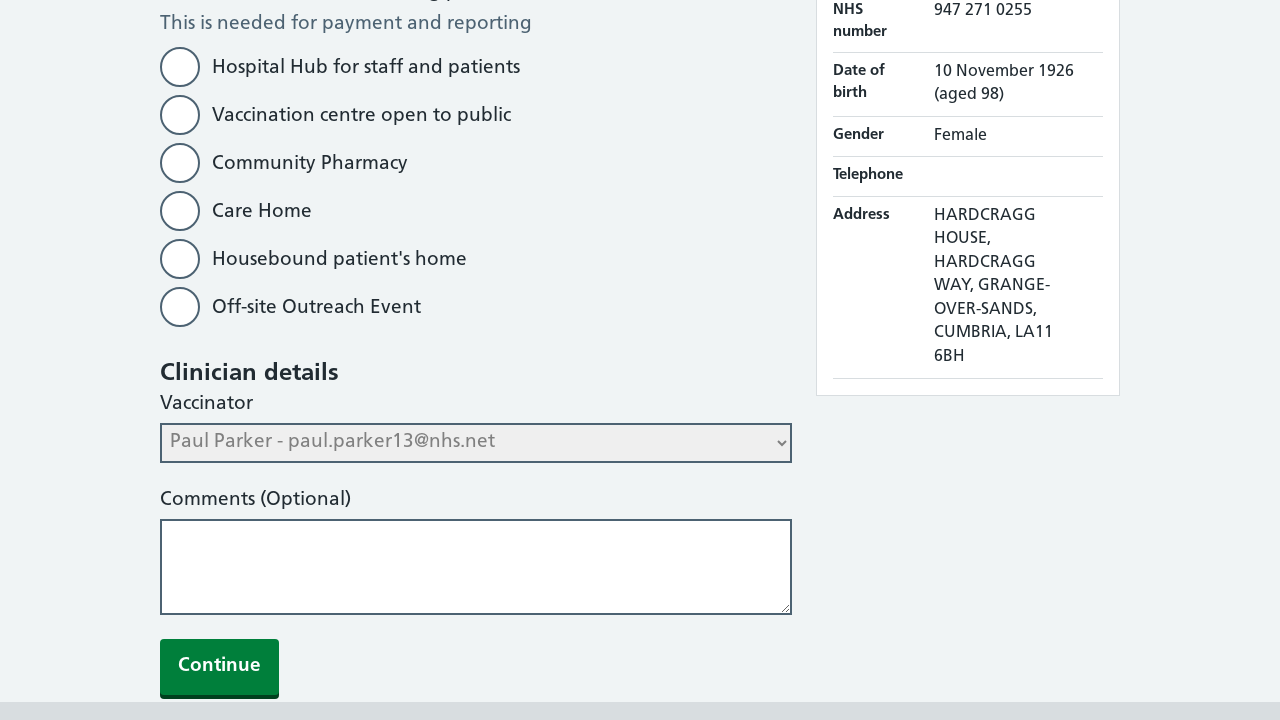 This is needed for payment and reporting
Hospital Hub for staff and patients
Vaccination centre open to public
Community Pharmacy
Care Home
Housebound patient's home
Off-site Outreach Event
Clinician details
Vaccinator
Paul Parker - paul.parker13@nhs.net
Comments (Optional)
Continue
NHS number
947 271 0255
Date of birth
10 November 1926
(aged 98)
Gender
Female
Telephone
Address
HARDCRAGG
HOUSE,
HARDCRAGG
WAY, GRANGE-
OVER-SANDS,
CUMBRIA, LA11
6BH